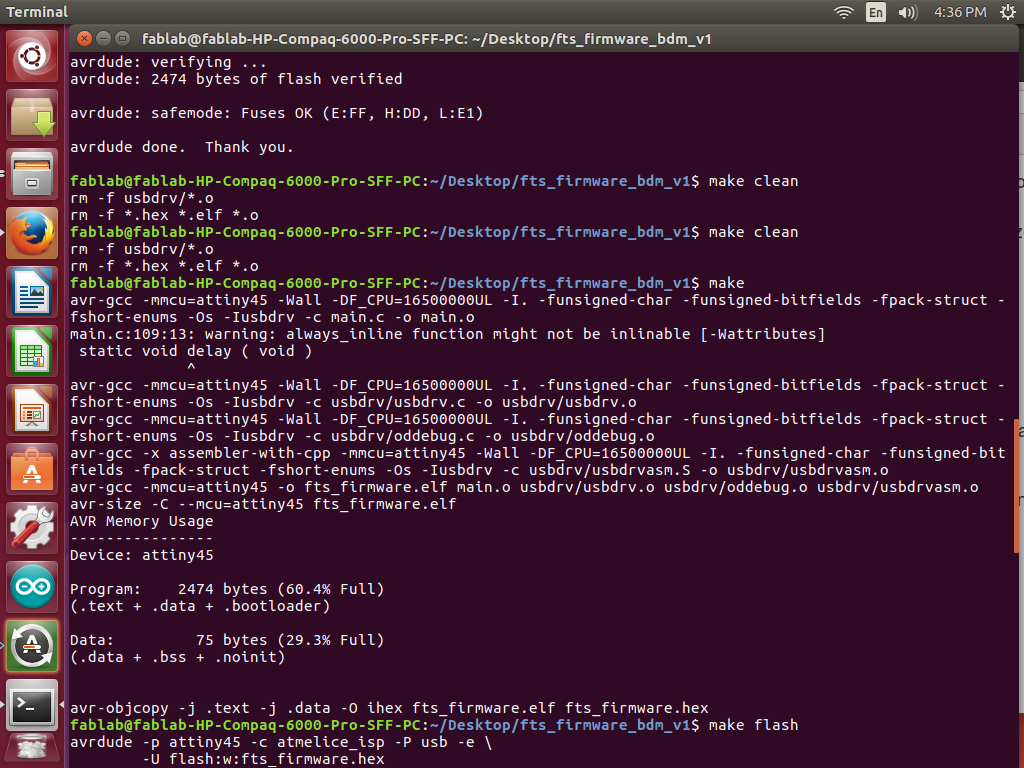 Terminal
En
4:36 PM
fablab@fablab-HP-Compaq-6000-Pro-SFF-PC: ~/Desktop/fts_firmware_bdm_v1
avrdude: verifying ...
avrdude: 2474 bytes of flash verified
avrdude: safemode: Fuses OK (E:FF, H:DD, L:E1)
avrdude done.  Thank you.
fablab@fablab-HP-Compaq-6000-Pro-SFF-PC:~/Desktop/fts_firmware_bdm_v1$ make clean
rm -f usbdrv/*.o
rm -f *.hex *.elf *.o
fablab@fablab-HP-Compaq-6000-Pro-SFF-PC:~/Desktop/fts_firmware_bdm_v1$ make clean
rm -f usbdrv/*.o
rm -f *.hex *.elf *.o
fablab@fablab-HP-Compaq-6000-Pro-SFF-PC:~/Desktop/fts_firmware_bdm_v1$ make
avr-gcc -mmcu=attiny45 -Wall -DF_CPU=16500000UL -I. -funsigned-char -funsigned-bitfields -fpack-struct -
fshort-enums -Os -Iusbdrv -c main.c -o main.o
main.c:109:13: warning: always_inline function might not be inlinable [-Wattributes]
 static void delay ( void )
             ^
avr-gcc -mmcu=attiny45 -Wall -DF_CPU=16500000UL -I. -funsigned-char -funsigned-bitfields -fpack-struct -
fshort-enums -Os -Iusbdrv -c usbdrv/usbdrv.c -o usbdrv/usbdrv.o
avr-gcc -mmcu=attiny45 -Wall -DF_CPU=16500000UL -I. -funsigned-char -funsigned-bitfields -fpack-struct -
fshort-enums -Os -Iusbdrv -c usbdrv/oddebug.c -o usbdrv/oddebug.o
avr-gcc -x assembler-with-cpp -mmcu=attiny45 -Wall -DF_CPU=16500000UL -I. -funsigned-char -funsigned-bit
fields -fpack-struct -fshort-enums -Os -Iusbdrv -c usbdrv/usbdrvasm.S -o usbdrv/usbdrvasm.o
avr-gcc -mmcu=attiny45 -o fts_firmware.elf main.o usbdrv/usbdrv.o usbdrv/oddebug.o usbdrv/usbdrvasm.o
avr-size -C --mcu=attiny45 fts_firmware.elf
AVR Memory Usage
----------------
Device: attiny45
Program:    2474 bytes (60.4% Full)
(.text + .data + .bootloader)
Data:         75 bytes (29.3% Full)
(.data + .bss + .noinit)
avr-objcopy -j .text -j .data -O ihex fts_firmware.elf fts_firmware.hex
fablab@fablab-HP-Compaq-6000-Pro-SFF-PC:~/Desktop/fts_firmware_bdm_v1$ make flash
avrdude -p attiny45 -c atmelice_isp -P usb -e \
        -U flash:w:fts_firmware.hex